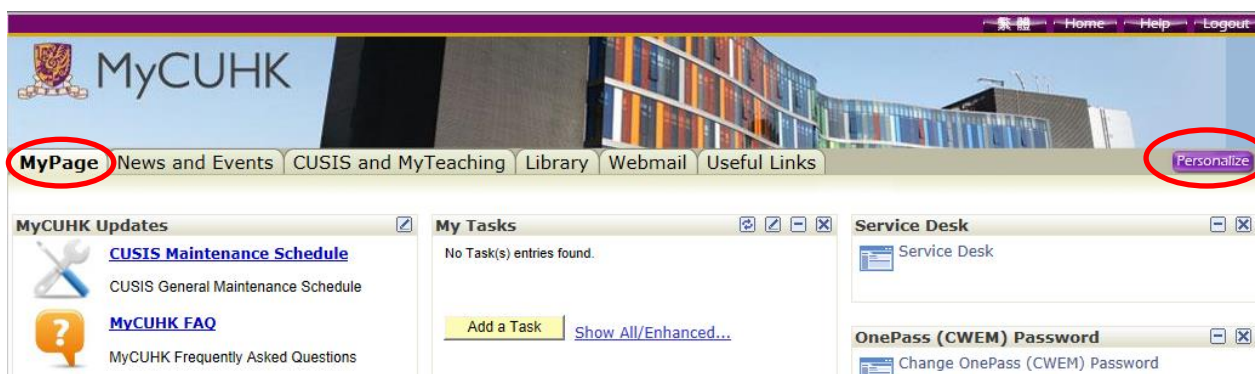 繁體 Home Help Logout
MyCUHK
MyPage News and Events CUSIS and MyTeaching Library Webmail Useful Links Personalize
MyCUHK Updates
CUSIS Maintenance Schedule
CUSIS General Maintenance Schedule
MyCUHK FAQ
MyCUHK Frequently Asked Questions
My Tasks
No Task(s) entries found.
Add a Task Show All/Enhanced...
Service Desk
Service Desk
OnePass (CWEM) Password
Change OnePass (CWEM) Password